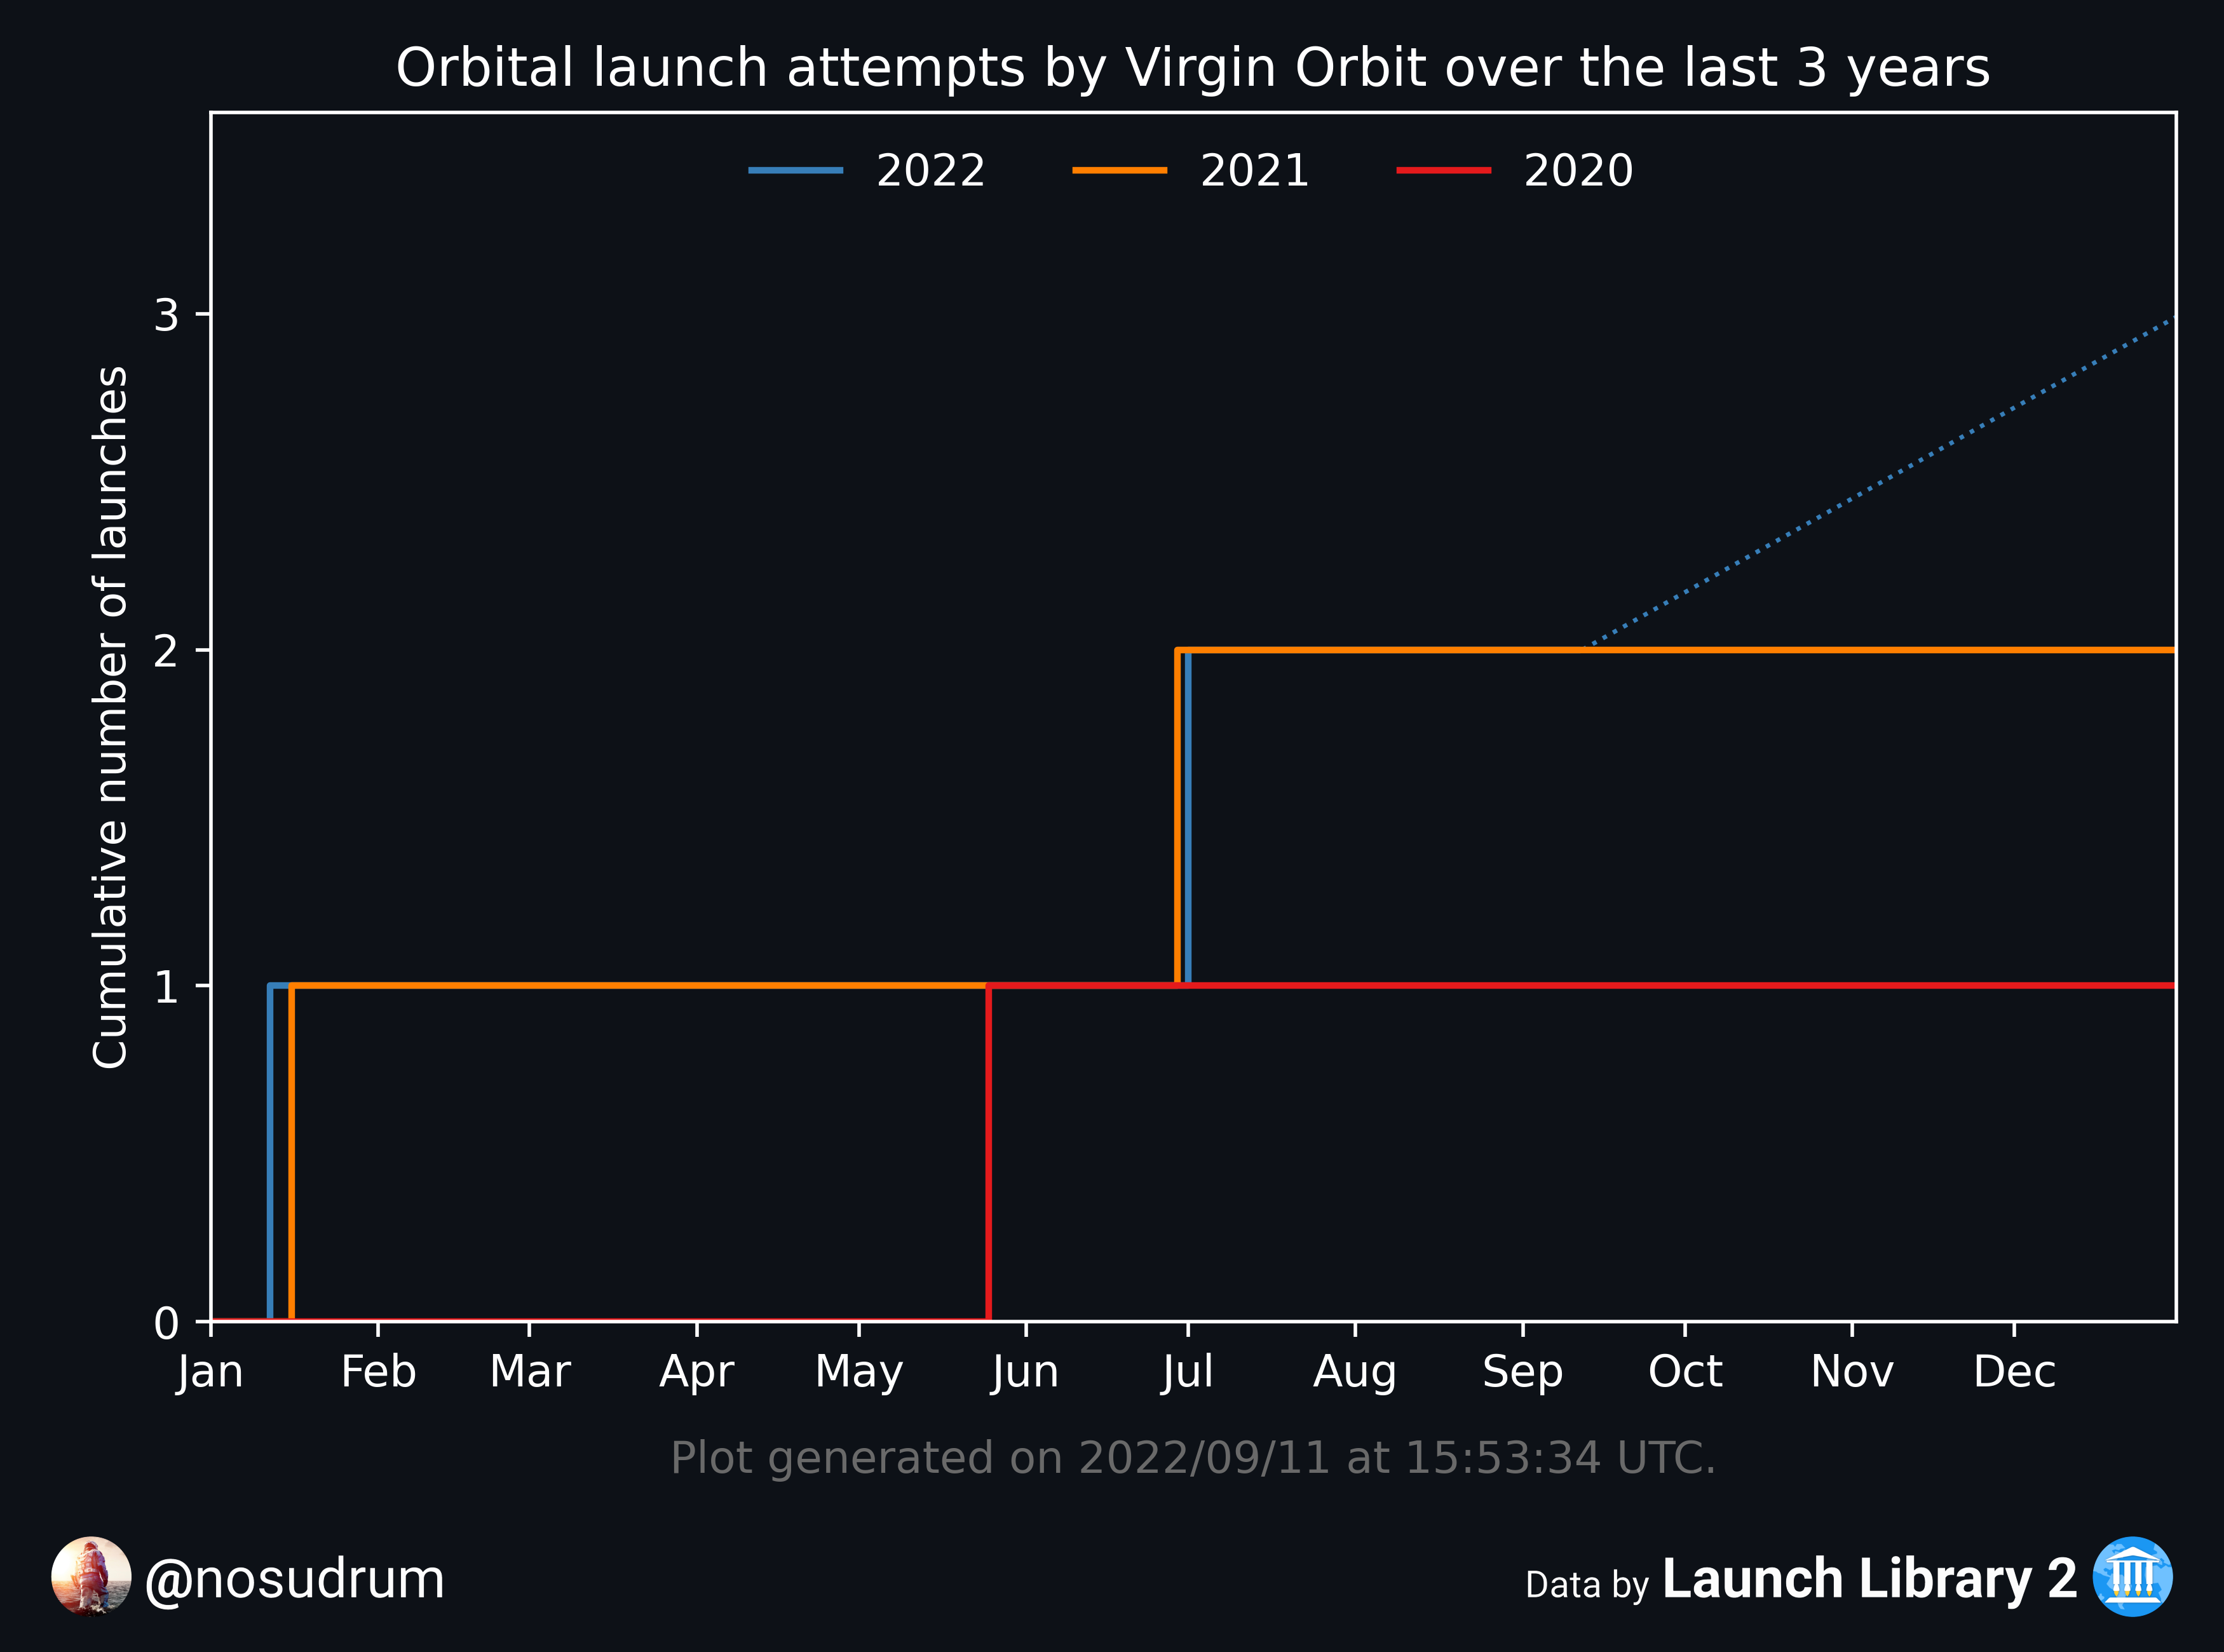 Orbital launch attempts by Virgin Orbit over the last 3 years
2022 2021 2020
Cumulative number of launches
3
2
1
0
Jan Feb Mar Apr May Jun Jul Aug Sep Oct Nov Dec
Plot generated on 2022/09/11 at 15:53:34 UTC.
@nosudrum
Data by Launch Library 2